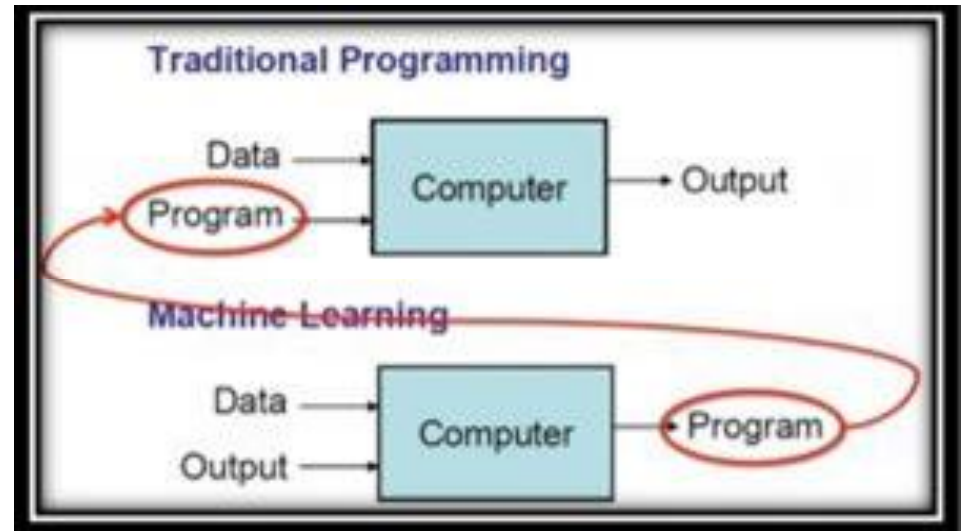 Traditional Programming
Data
Program
Computer
Output
Machine Learning
Data
Output
Computer
Program